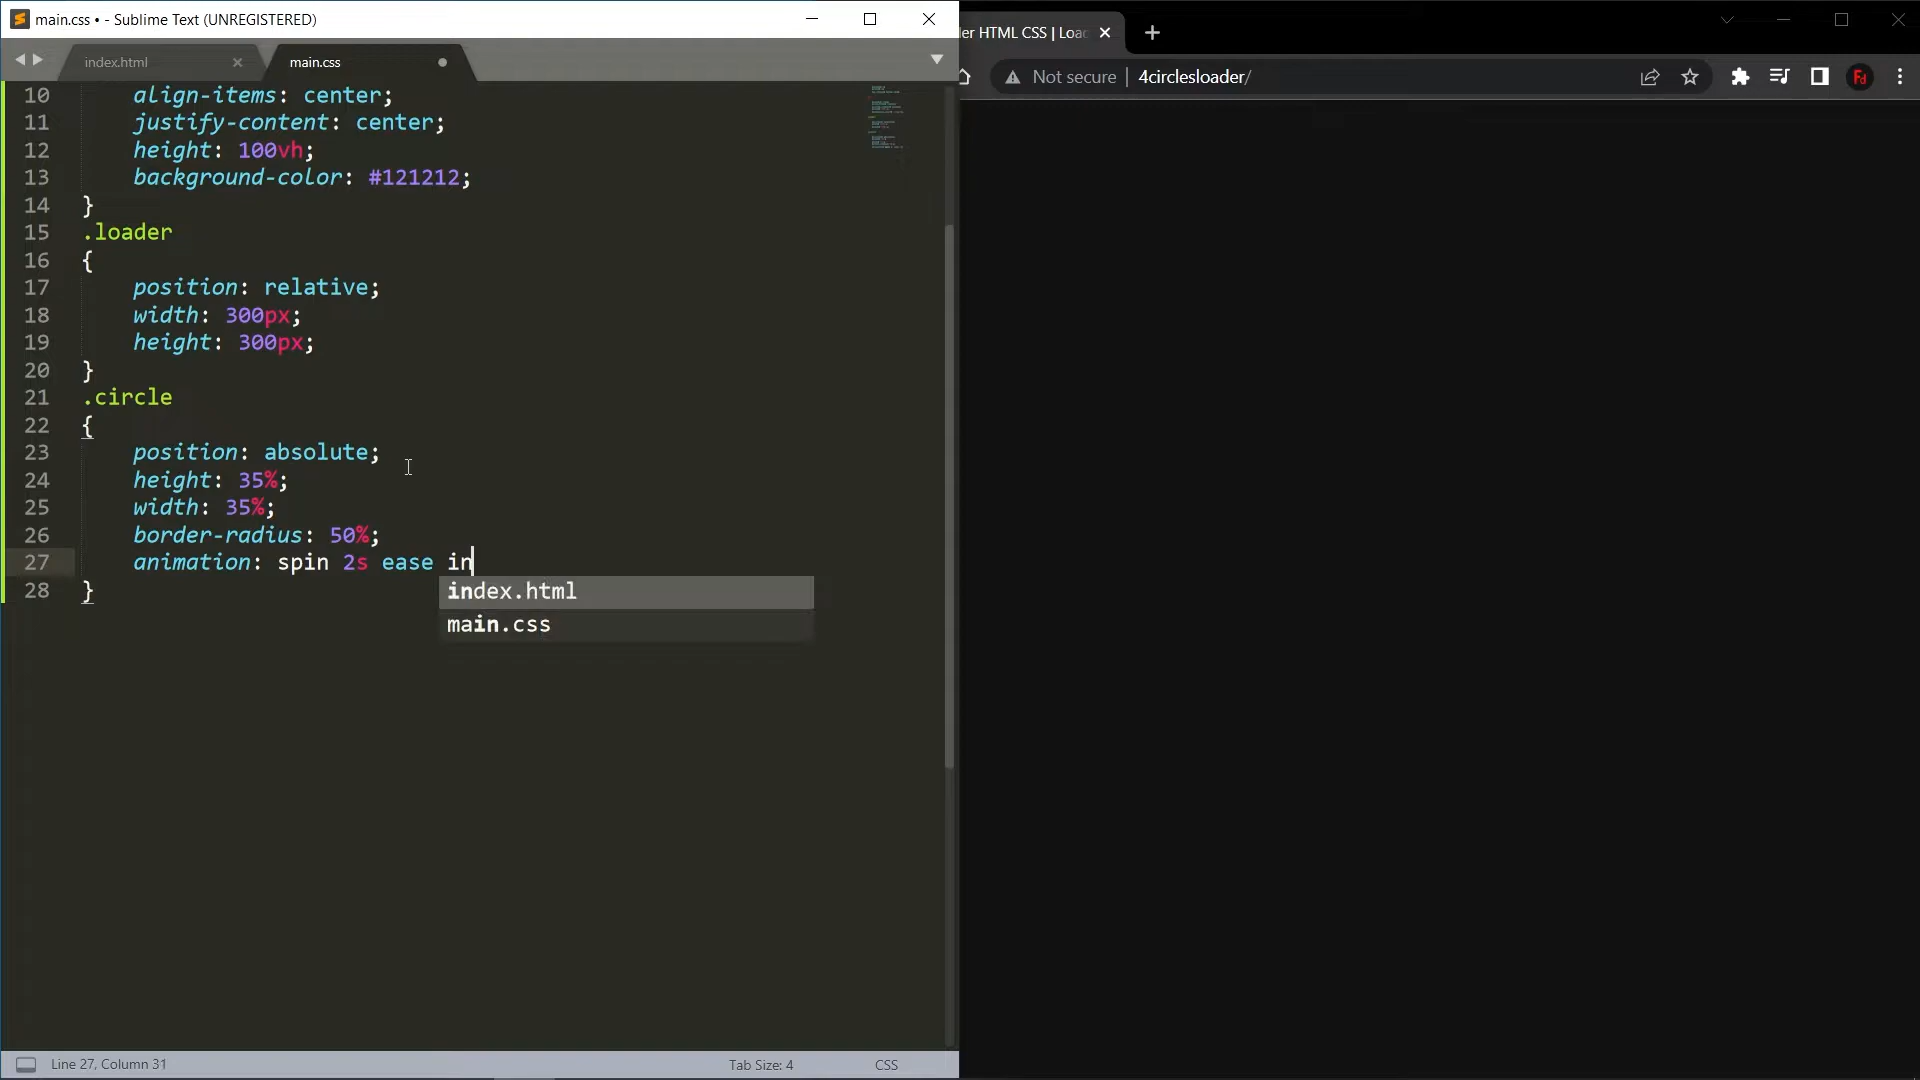 main.css • - Sublime Text (UNREGISTERED)
index.html
main.css
10 align-items: center;
11 justify-content: center;
12 height: 100vh;
13 background-color: #121212;
14 }
15 .loader
16 {
17 position: relative;
18 width: 300px;
19 height: 300px;
20 }
21 .circle
22 {
23 position: absolute;
24 height: 35%;
25 width: 35%;
26 border-radius: 50%;
27 animation: spin 2s ease in
28 }
index.html
main.css
Line 27, Column 31
Tab Size: 4
CSS
der HTML CSS | Load
Not secure | 4circlesloader/
Fd